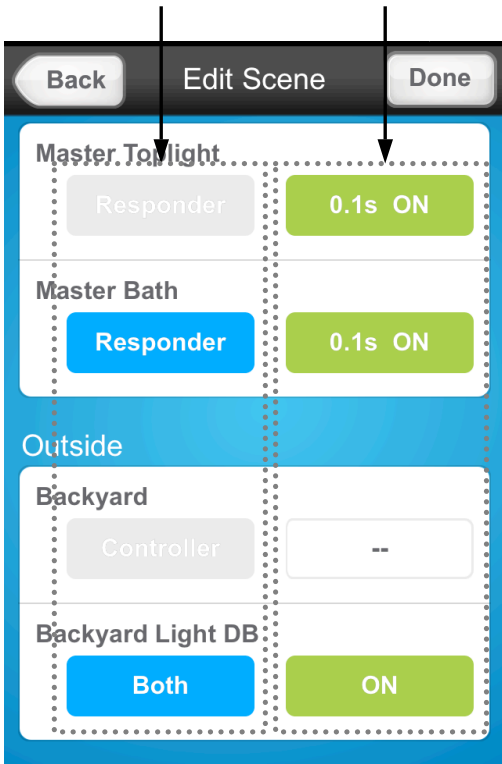 Back Edit Scene Done
Master Toplight
Responder 0.1s ON
Master Bath
Responder 0.1s ON
Outside
Backyard
Controller --
Backyard Light DB
Both ON